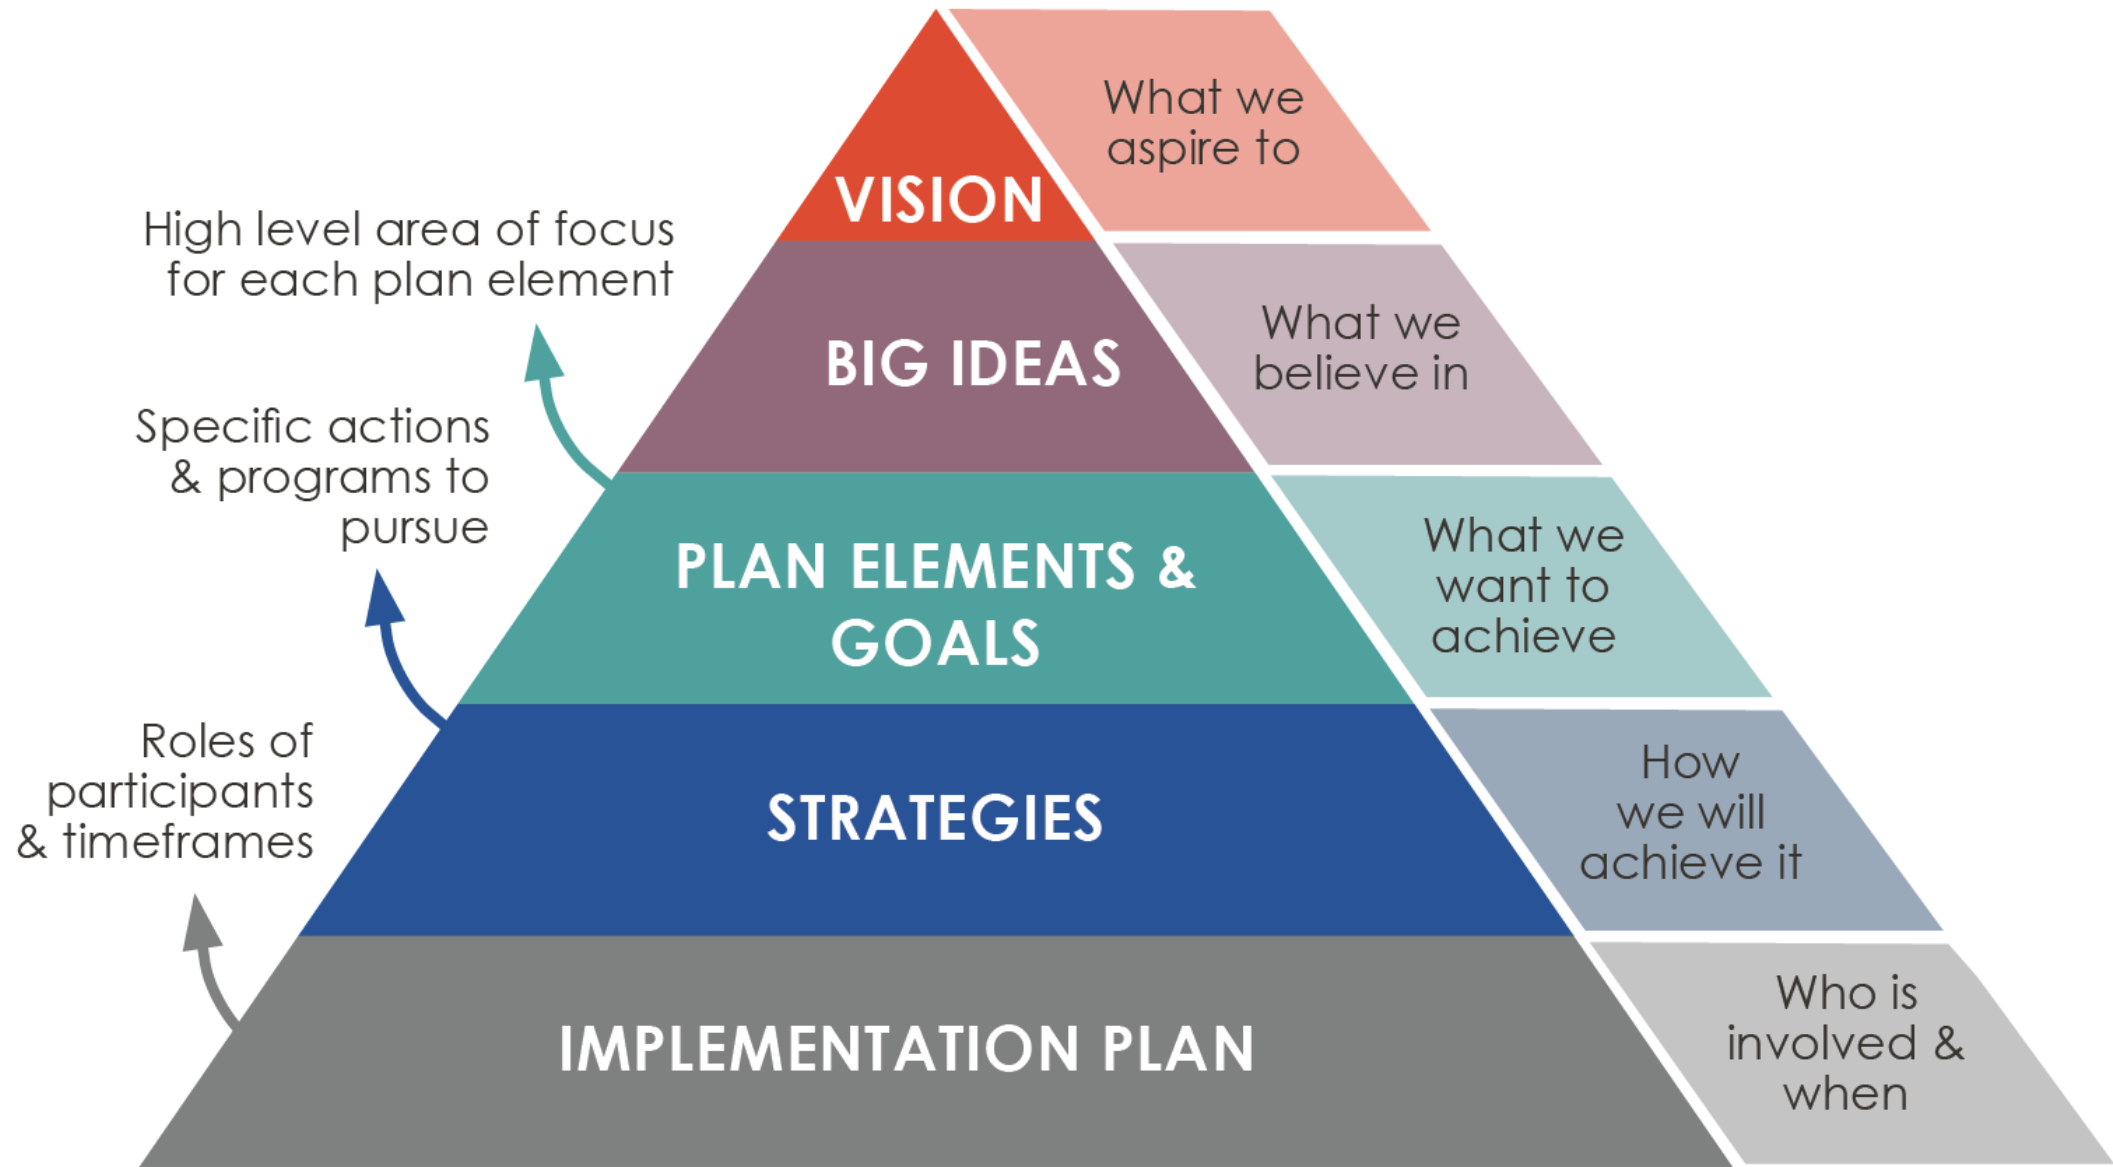 What we
aspire to
VISION
High level area of focus
for each plan element
BIG IDEAS
What we
believe in
Specific actions
& programs to
pursue
PLAN ELEMENTS &
GOALS
What we
want to
achieve
Roles of
participants
& timeframes
STRATEGIES
How
we will
achieve it
IMPLEMENTATION PLAN
Who is
involved &
when